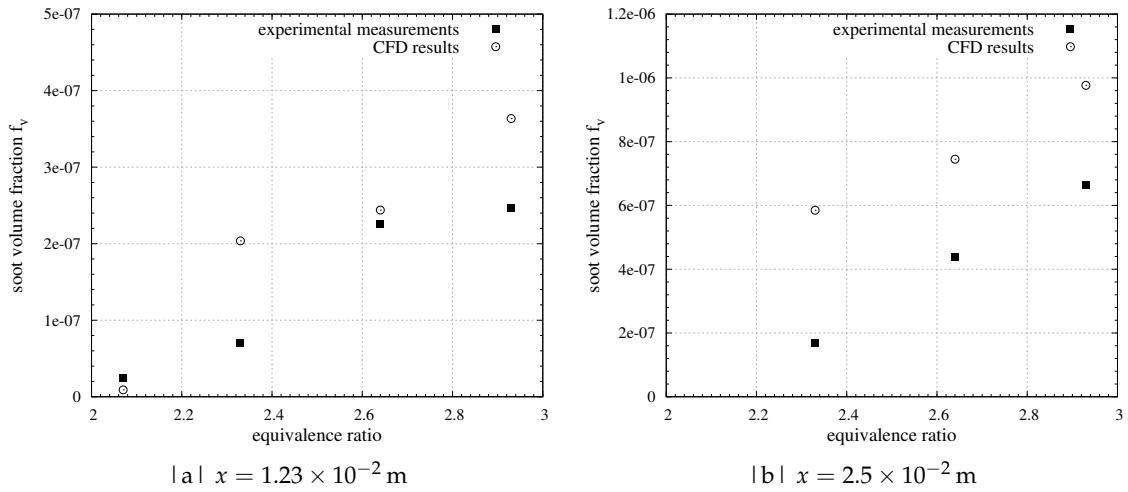 5e-07
4e-07
3e-07
2e-07
1e-07
0
2
2.2
2.4
2.6
2.8
3
soot volume fraction f_v
equivalence ratio
experimental measurements
CFD results
|a| x = 1.23 × 10⁻² m
1.2e-06
1e-06
8e-07
6e-07
4e-07
2e-07
0
2
2.2
2.4
2.6
2.8
3
soot volume fraction f_v
equivalence ratio
experimental measurements
CFD results
|b| x = 2.5 × 10⁻² m